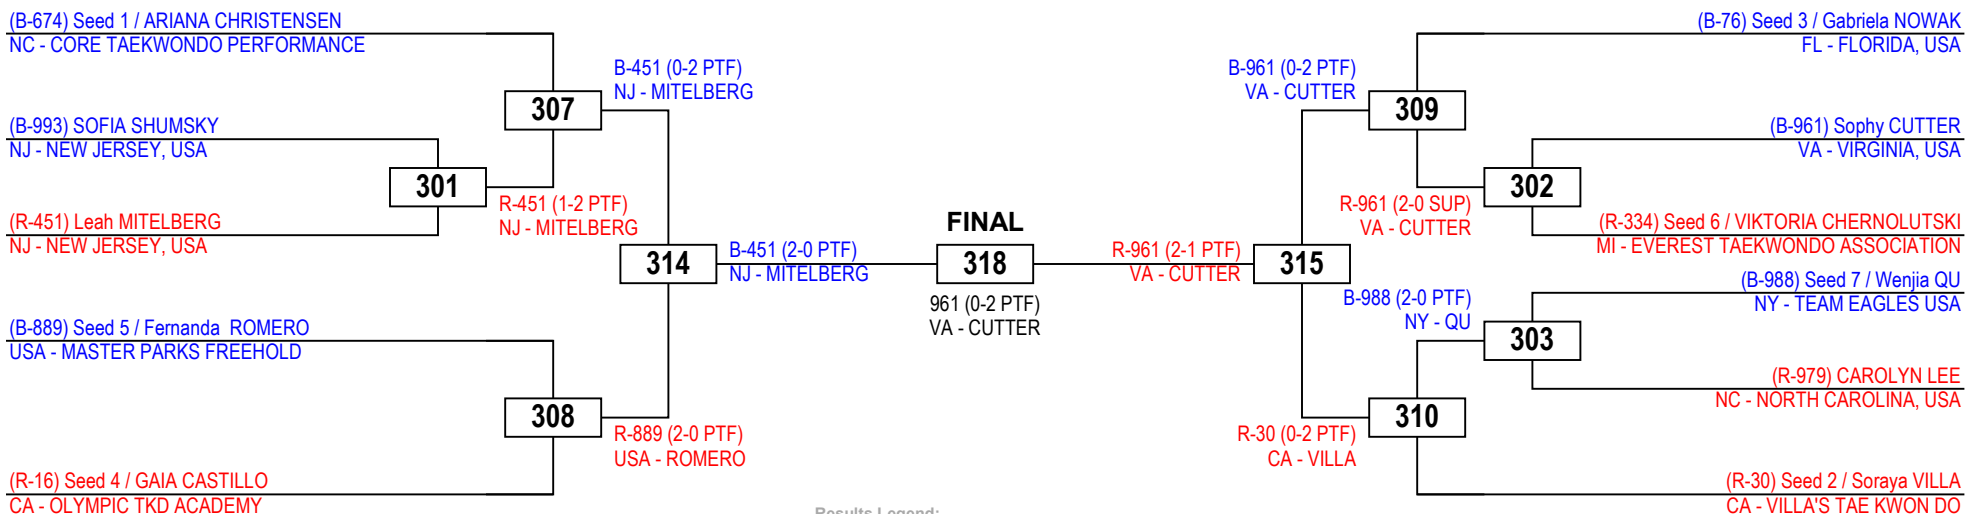 (B-674) Seed 1 / ARIANA CHRISTENSEN
NC - CORE TAEKWONDO PERFORMANCE
B-451 (0-2 PTF)
NJ - MITELBERG
307
(B-993) SOFIA SHUMSKY
NJ - NEW JERSEY, USA
301
R-451 (1-2 PTF)
NJ - MITELBERG
(R-451) Leah MITELBERG
NJ - NEW JERSEY, USA
314
B-451 (2-0 PTF)
NJ - MITELBERG
(B-889) Seed 5 / Fernanda  ROMERO
USA - MASTER PARKS FREEHOLD
308
R-889 (2-0 PTF)
USA - ROMERO
(R-16) Seed 4 / GAIA CASTILLO
CA - OLYMPIC TKD ACADEMY
FINAL
318
961 (0-2 PTF)
VA - CUTTER
(B-76) Seed 3 / Gabriela NOWAK
FL - FLORIDA, USA
B-961 (0-2 PTF)
VA - CUTTER
309
(B-961) Sophy CUTTER
VA - VIRGINIA, USA
302
R-961 (2-0 SUP)
VA - CUTTER
(R-334) Seed 6 / VIKTORIA CHERNOLUTSKI
MI - EVEREST TAEKWONDO ASSOCIATION
R-961 (2-1 PTF)
VA - CUTTER
315
(B-988) Seed 7 / Wenjia QU
NY - TEAM EAGLES USA
B-988 (2-0 PTF)
NY - QU
303
(R-979) CAROLYN LEE
NC - NORTH CAROLINA, USA
310
R-30 (0-2 PTF)
CA - VILLA
(R-30) Seed 2 / Soraya VILLA
CA - VILLA'S TAE KWON DO
Results Legend: